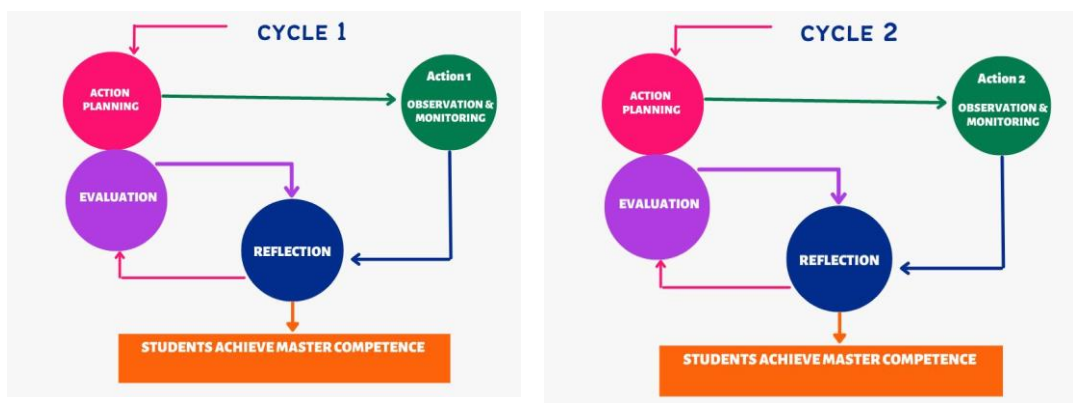 CYCLE 1
ACTION
PLANNING
Action 1
OBSERVATION &
MONITORING
EVALUATION
REFLECTION
STUDENTS ACHIEVE MASTER COMPETENCE
CYCLE 2
ACTION
PLANNING
Action 2
OBSERVATION &
MONITORING
EVALUATION
REFLECTION
STUDENTS ACHIEVE MASTER COMPETENCE